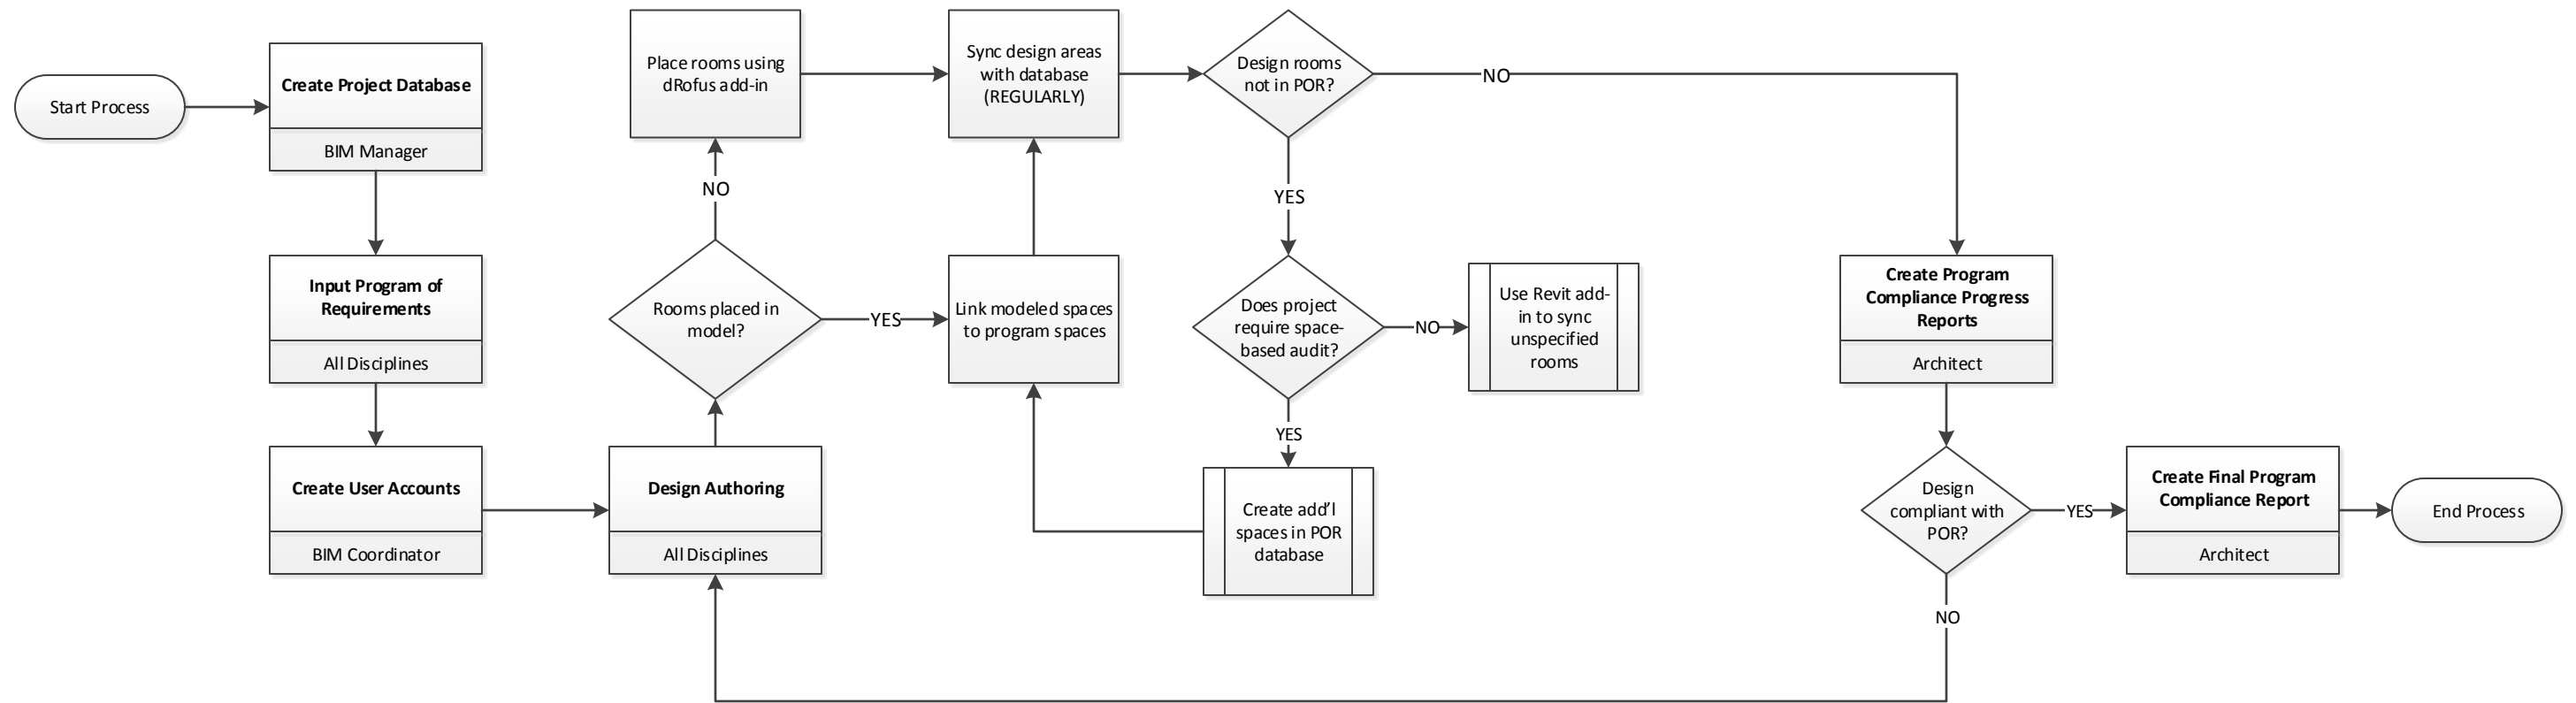 Start Process
Create Project Database
BIM Manager
Input Program of
Requirements
All Disciplines
Create User Accounts
BIM Coordinator
Design Authoring
All Disciplines
Rooms placed in
model?
NO
Place rooms using
dRofus add-in
YES
Link modeled spaces
to program spaces
Sync design areas
with database
(REGULARLY)
Design rooms
not in POR?
NO
YES
Does project
require space-
based audit?
NO
Use Revit add-
in to sync
unspecified
rooms
YES
Create add'l
spaces in POR
database
Create Program
Compliance Progress
Reports
Architect
Design
compliant with
POR?
YES
NO
Create Final Program
Compliance Report
Architect
End Process